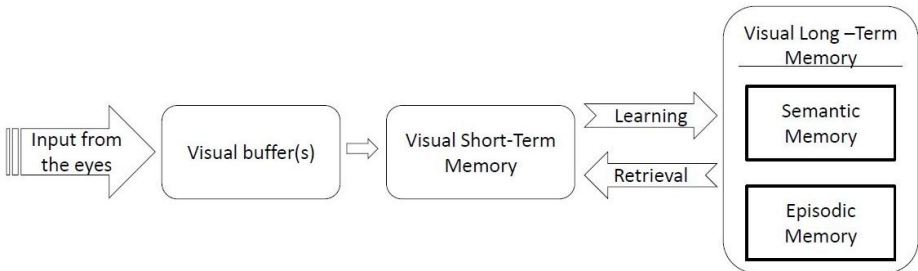 Input from
the eyes
Visual buffer(s)
Visual Short-Term
Memory
Learning
Retrieval
Visual Long –Term
Memory
Semantic
Memory
Episodic
Memory